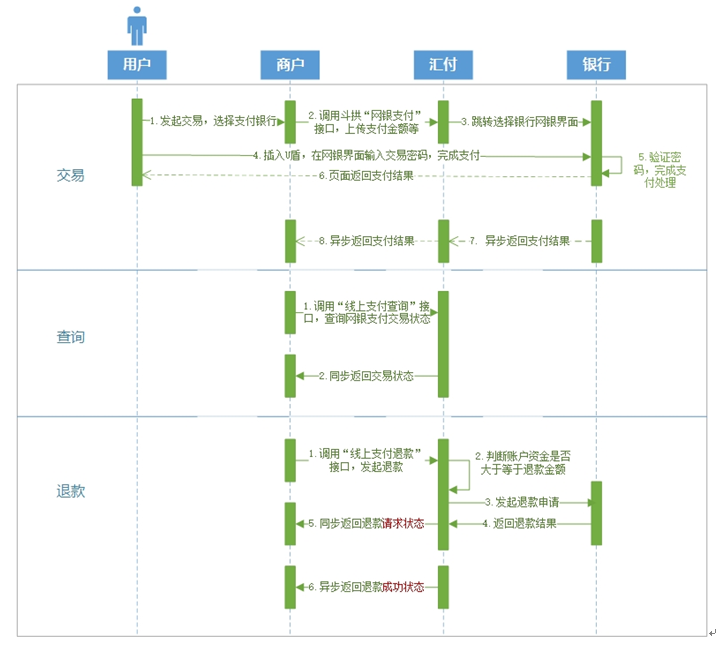 用户
商户
汇付
银行
交易
1.发起交易，选择支付银行
2.调用斗拱“网银支付”
接口，上传支付金额等
3.跳转选择银行网银界面
4.插入U盾，在网银界面输入交易密码，完成支付
5.验证密
码，完成支
付处理
6.页面返回支付结果
7. 异步返回支付结果
8.异步返回支付结果
查询
1.调用“线上支付查询”接
口，查询网银支付交易状态
2.同步返回交易状态
退款
1.调用“线上支付退款”
接口，发起退款
2.判断账户资金是否
大于等于退款金额
3.发起退款申请
4.返回退款结果
5.同步返回退款请求状态
6.异步返回退款成功状态